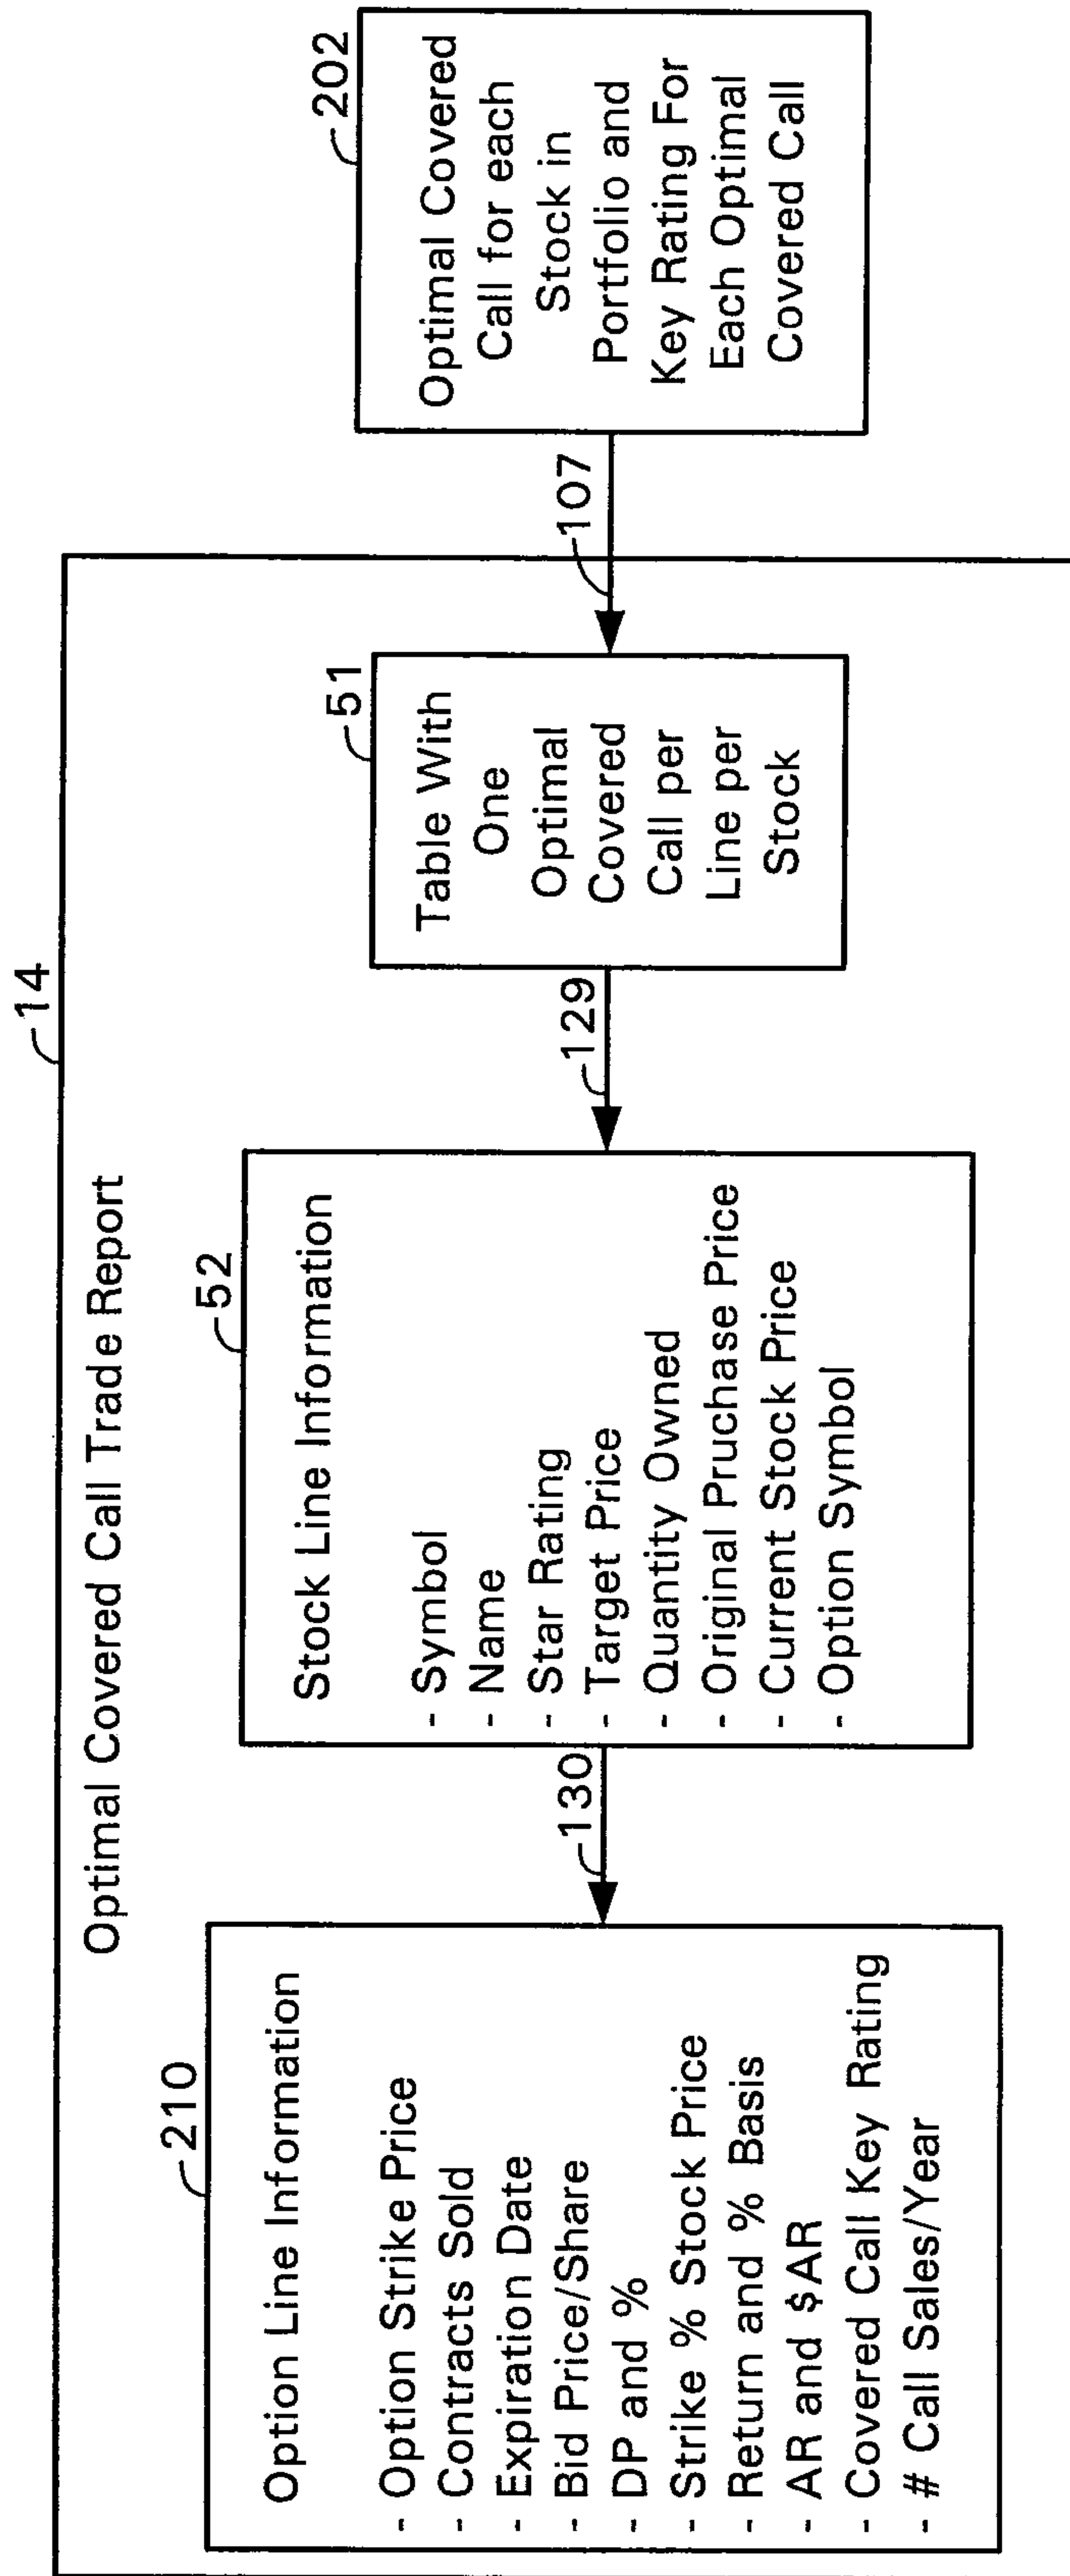 14
Optimal Covered Call Trade Report
210
Option Line Information
- Option Strike Price
- Contracts Sold
- Expiration Date
- Bid Price/Share
- DP and %
- Strike % Stock Price
- Return and % Basis
- AR and $AR
- Covered Call Key Rating
- # Call Sales/Year
130
52
Stock Line Information
- Symbol
- Name
- Star Rating
- Target Price
- Quantity Owned
- Original Pruchase Price
- Current Stock Price
- Option Symbol
129
51
Table With
One
Optimal
Covered
Call per
Line per
Stock
107
202
Optimal Covered
Call for each
Stock in
Portfolio and
Key Rating For
Each Optimal
Covered Call